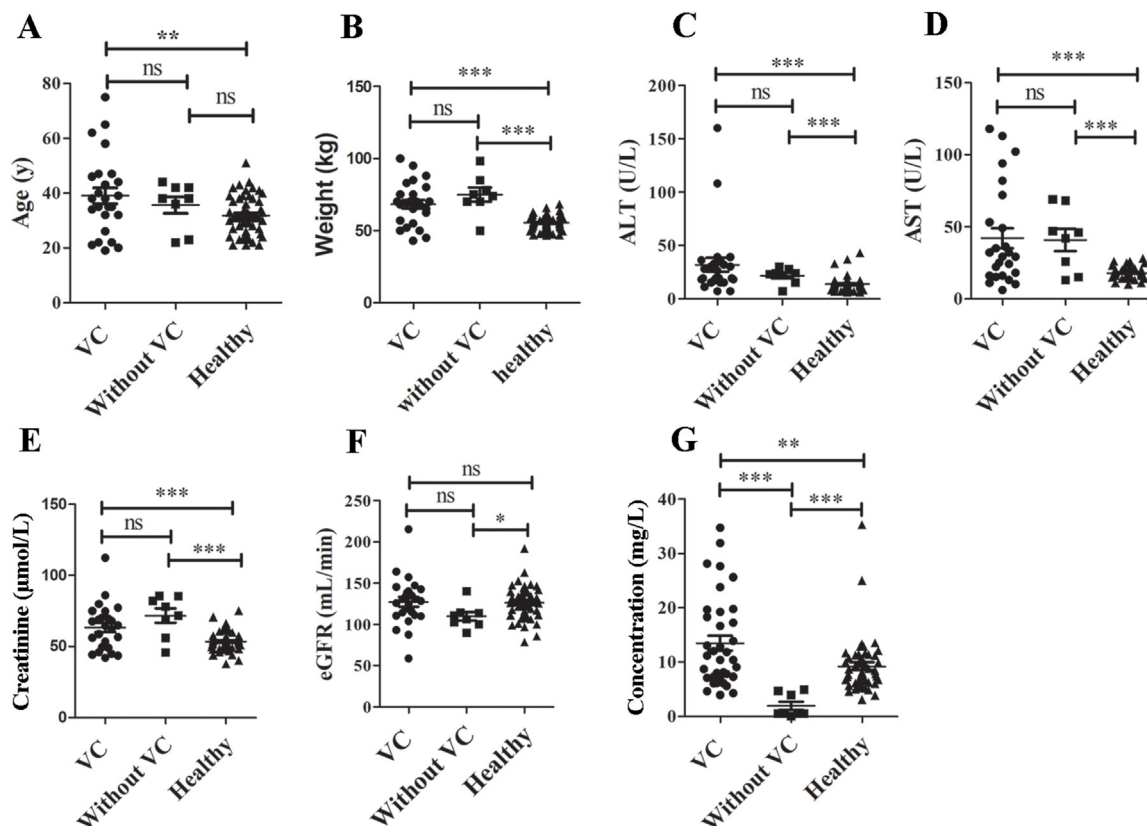 A
**
ns
ns
80
60
40
20
0
Age (y)
VC
Without VC
Healthy
B
***
ns
***
150
100
50
0
Weight (kg)
VC
without VC
healthy
C
***
ns
***
200
150
100
50
0
ALT (U/L)
VC
Without VC
Healthy
D
***
ns
***
150
100
50
0
AST (U/L)
VC
Without VC
Healthy
E
***
ns
***
150
100
50
0
Creatinine (μmol/L)
VC
Without VC
Healthy
F
ns
ns
*
250
200
150
100
50
0
eGFR (mL/min)
VC
Without VC
Healthy
G
**
***
***
40
30
20
10
0
Concentration (mg/L)
VC
Without VC
Healthy